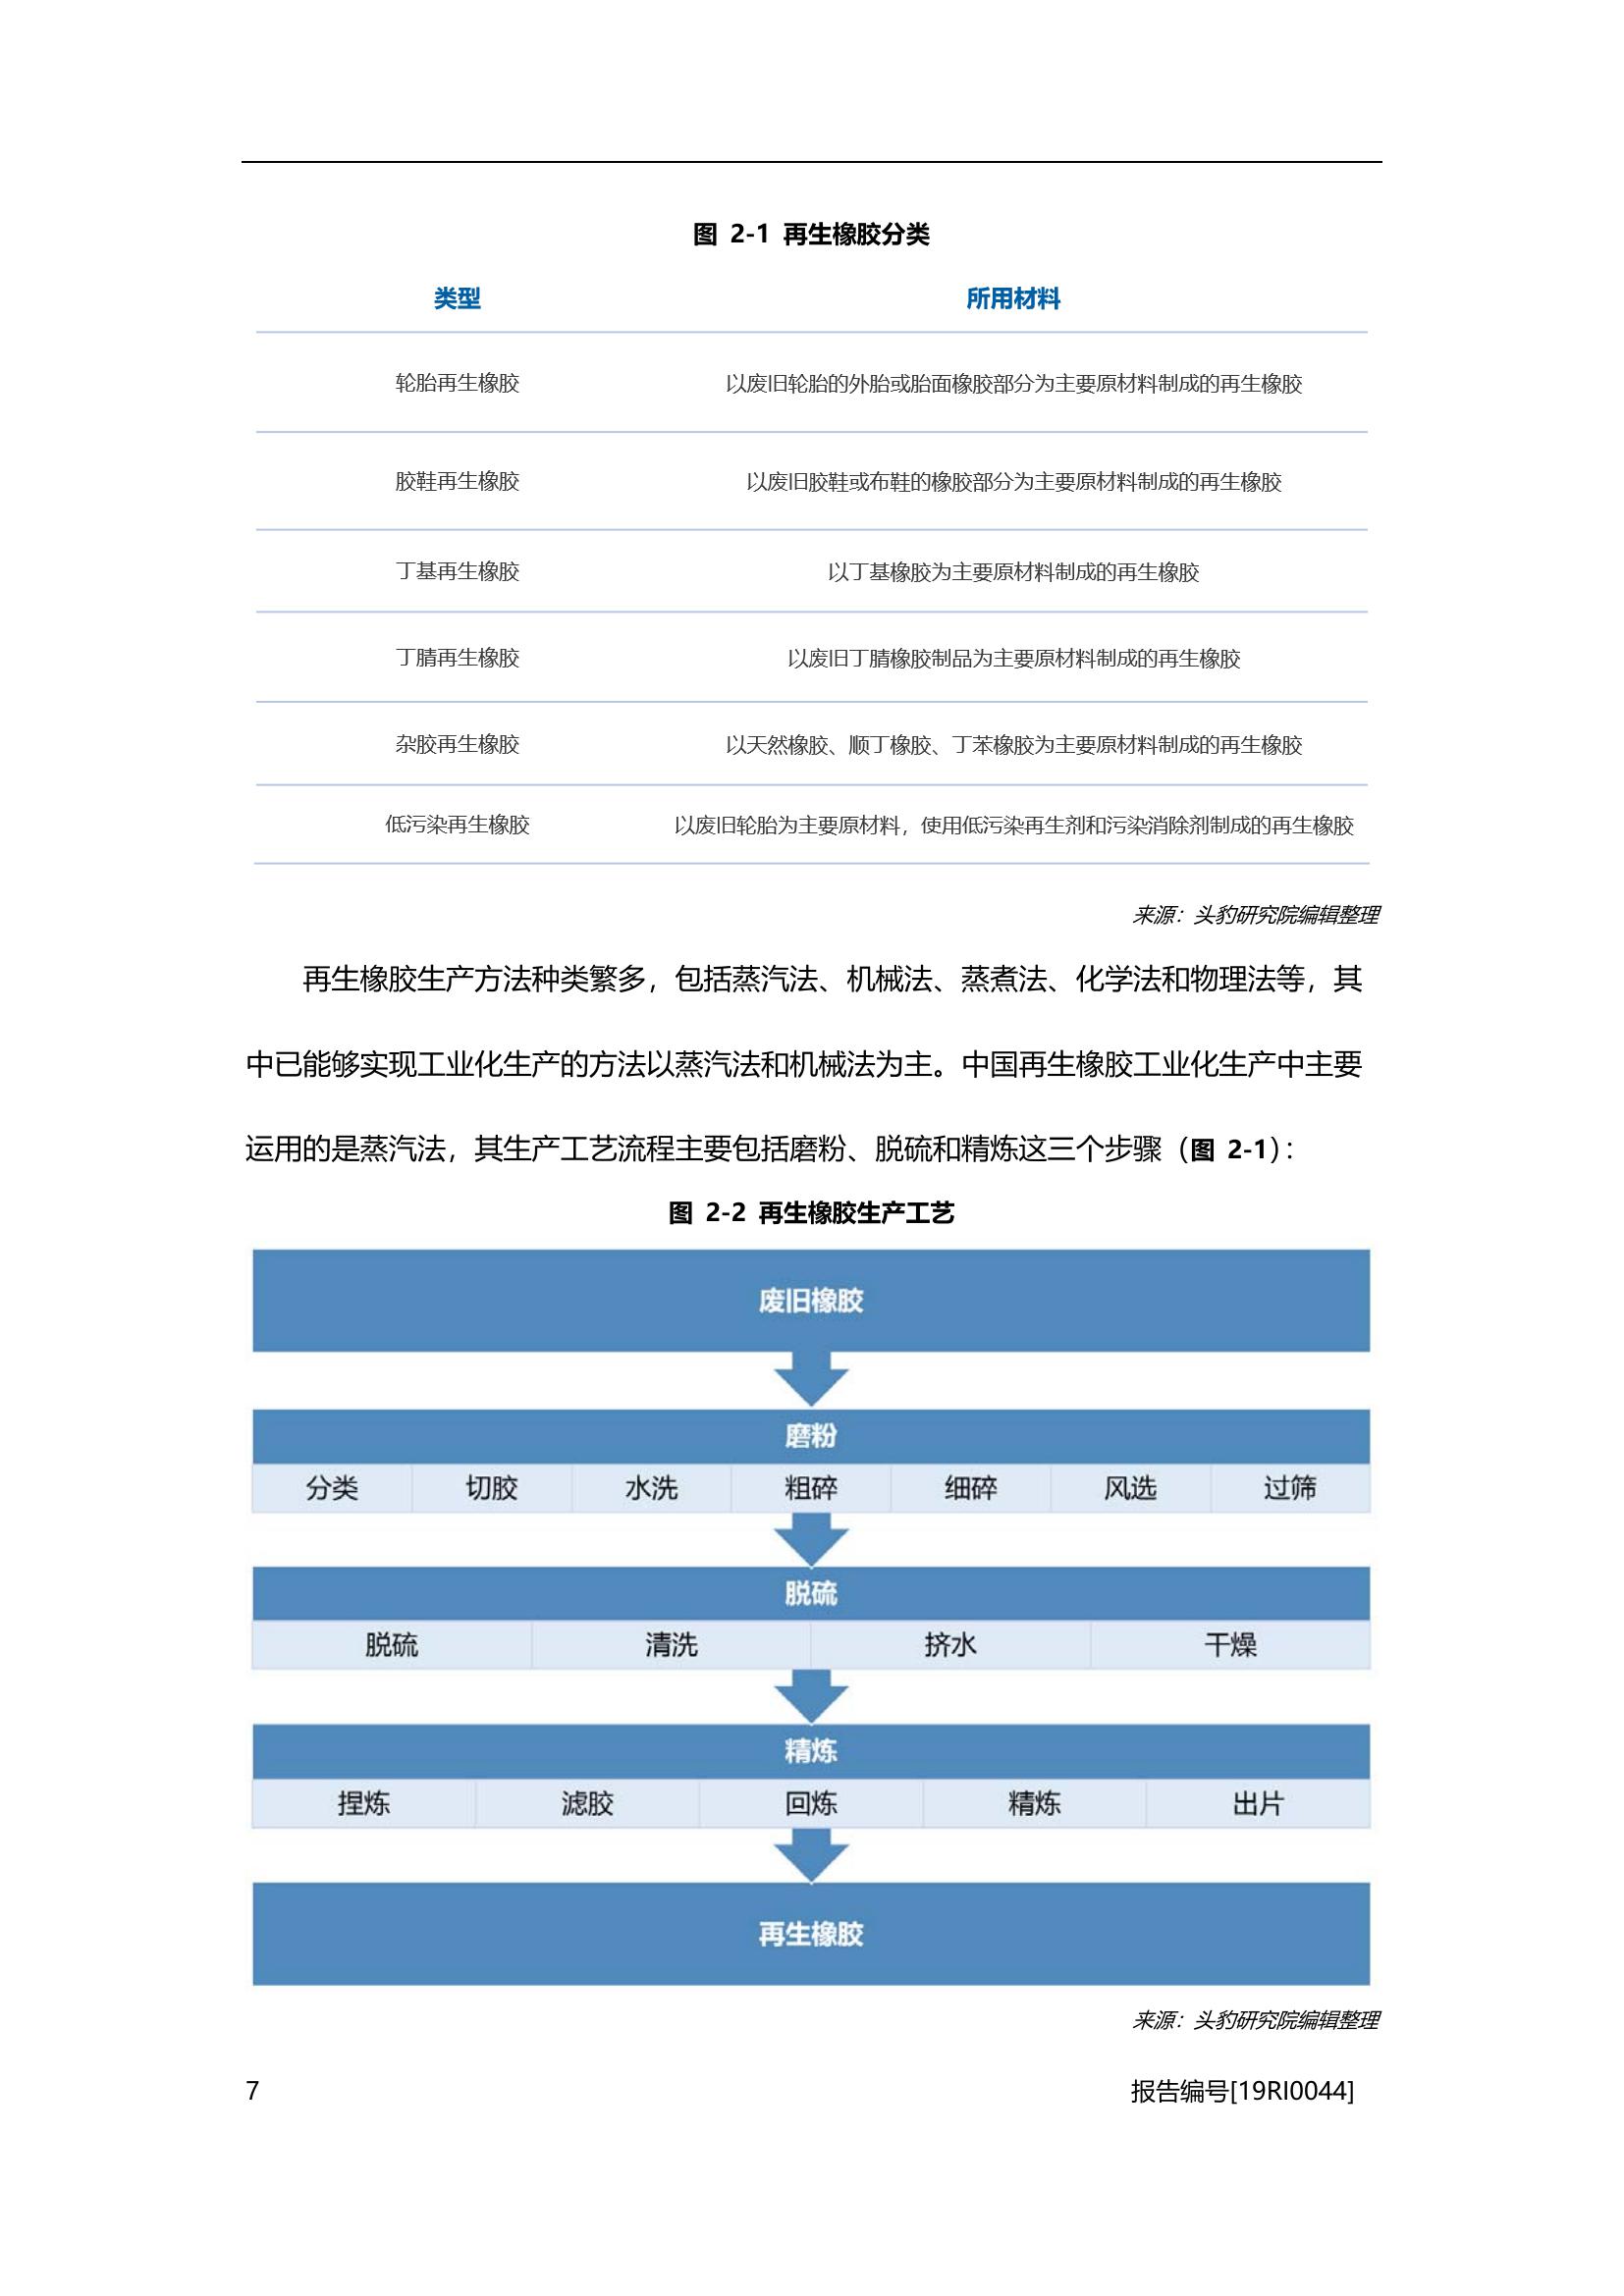 图 2-1 再生橡胶分类
类型 所用材料
轮胎再生橡胶 以废旧轮胎的外胎或胎面橡胶部分为主要原材料制成的再生橡胶
胶鞋再生橡胶 以废旧胶鞋或布鞋的橡胶部分为主要原材料制成的再生橡胶
丁基再生橡胶 以丁基橡胶为主要原材料制成的再生橡胶
丁腈再生橡胶 以废旧丁腈橡胶制品为主要原材料制成的再生橡胶
杂胶再生橡胶 以天然橡胶、顺丁橡胶、丁苯橡胶为主要原材料制成的再生橡胶
低污染再生橡胶 以废旧轮胎为主要原材料，使用低污染再生剂和污染消除剂制成的再生橡胶
来源：头豹研究院编辑整理
再生橡胶生产方法种类繁多，包括蒸汽法、机械法、蒸煮法、化学法和物理法等，其
中已能够实现工业化生产的方法以蒸汽法和机械法为主。中国再生橡胶工业化生产中主要
运用的是蒸汽法，其生产工艺流程主要包括磨粉、脱硫和精炼这三个步骤（图 2-1）：
图 2-2 再生橡胶生产工艺
废旧橡胶
磨粉
分类 切胶 水洗 粗碎 细碎 风选 过筛
脱硫
脱硫 清洗 挤水 干燥
精炼
捏炼 滤胶 回炼 精炼 出片
再生橡胶
来源：头豹研究院编辑整理
7 报告编号[19RI0044]